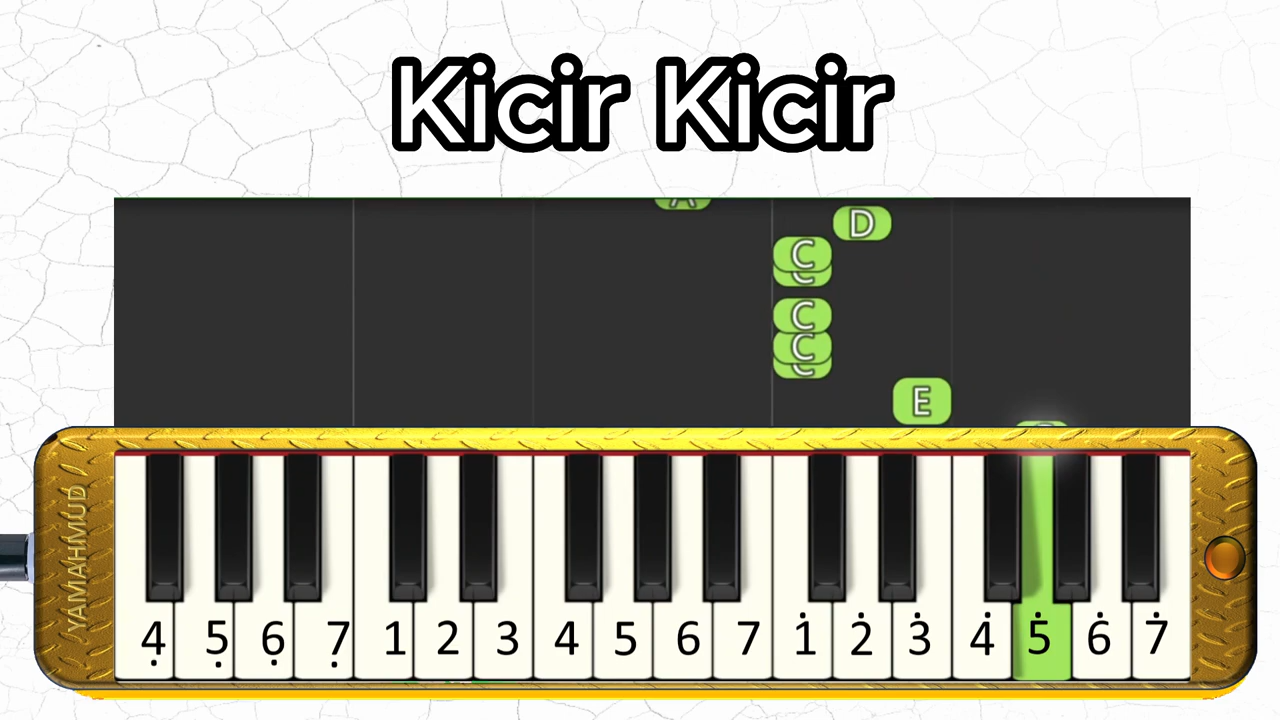 Kicir Kicir
A
D
C
C
C
C
C
E
YAMAHMUD
4̣ 5̣ 6̣ 7̣ 1 2 3 4 5 6 7 1̇ 2̇ 3̇ 4̇ 5̇ 6̇ 7̇